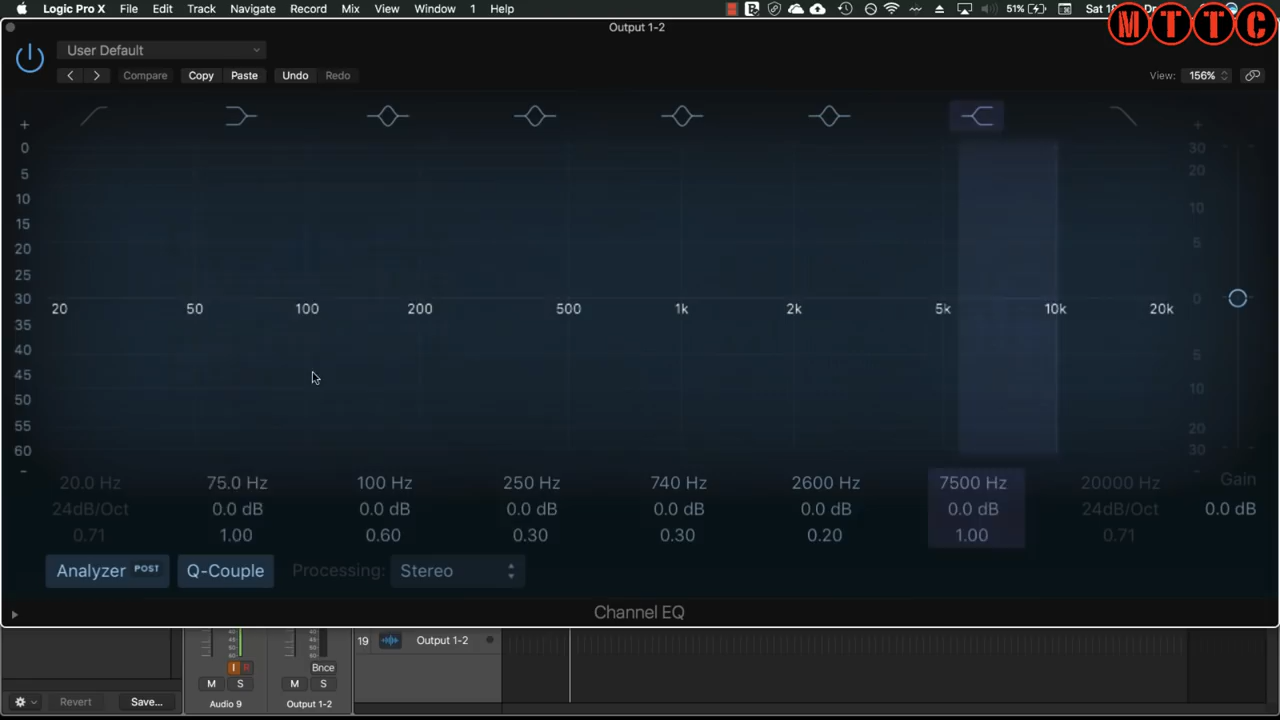 Logic Pro X File Edit Track Navigate Record Mix View Window 1 Help 51% Sat
MTTC
Output 1-2
User Default
Compare Copy Paste Undo Redo View: 156%
+ +
0 30
5 20
10 10
15
20 5
25
30 0
20 50 100 200 500 1k 2k 5k 10k 20k
35
40 5
45 10
50
55 20
60 30
- -
20.0 Hz 75.0 Hz 100 Hz 250 Hz 740 Hz 2600 Hz 7500 Hz 20000 Hz Gain
24dB/Oct 0.0 dB 0.0 dB 0.0 dB 0.0 dB 0.0 dB 0.0 dB 24dB/Oct 0.0 dB
0.71 1.00 0.60 0.30 0.30 0.20 1.00 0.71
Analyzer POST Q-Couple Processing: Stereo
Channel EQ
19 Output 1-2
I R Bnce
M S M S
Revert Save... Audio 9 Output 1-2